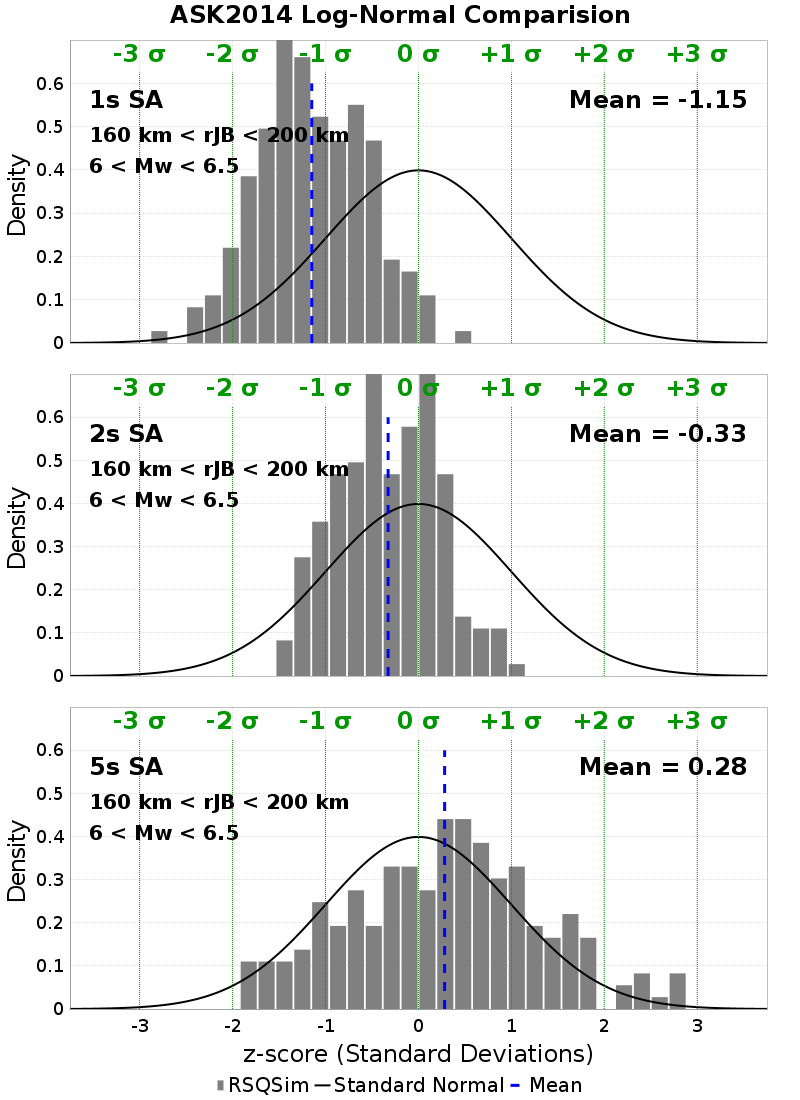 ASK2014 Log-Normal Comparision
-3 σ -2 σ -1 σ 0 σ +1 σ +2 σ +3 σ
0.6
1s SA Mean = -1.15
0.5
160 km < rJB < 200 km
0.4
6 < Mw < 6.5
Density
0.3
0.2
0.1
0
-3 σ -2 σ -1 σ 0 σ +1 σ +2 σ +3 σ
0.6
2s SA Mean = -0.33
0.5
160 km < rJB < 200 km
0.4
6 < Mw < 6.5
Density
0.3
0.2
0.1
0
-3 σ -2 σ -1 σ 0 σ +1 σ +2 σ +3 σ
0.6
5s SA Mean = 0.28
0.5
160 km < rJB < 200 km
0.4
6 < Mw < 6.5
Density
0.3
0.2
0.1
0
-3 -2 -1 0 1 2 3
z-score (Standard Deviations)
RSQSim Standard Normal Mean